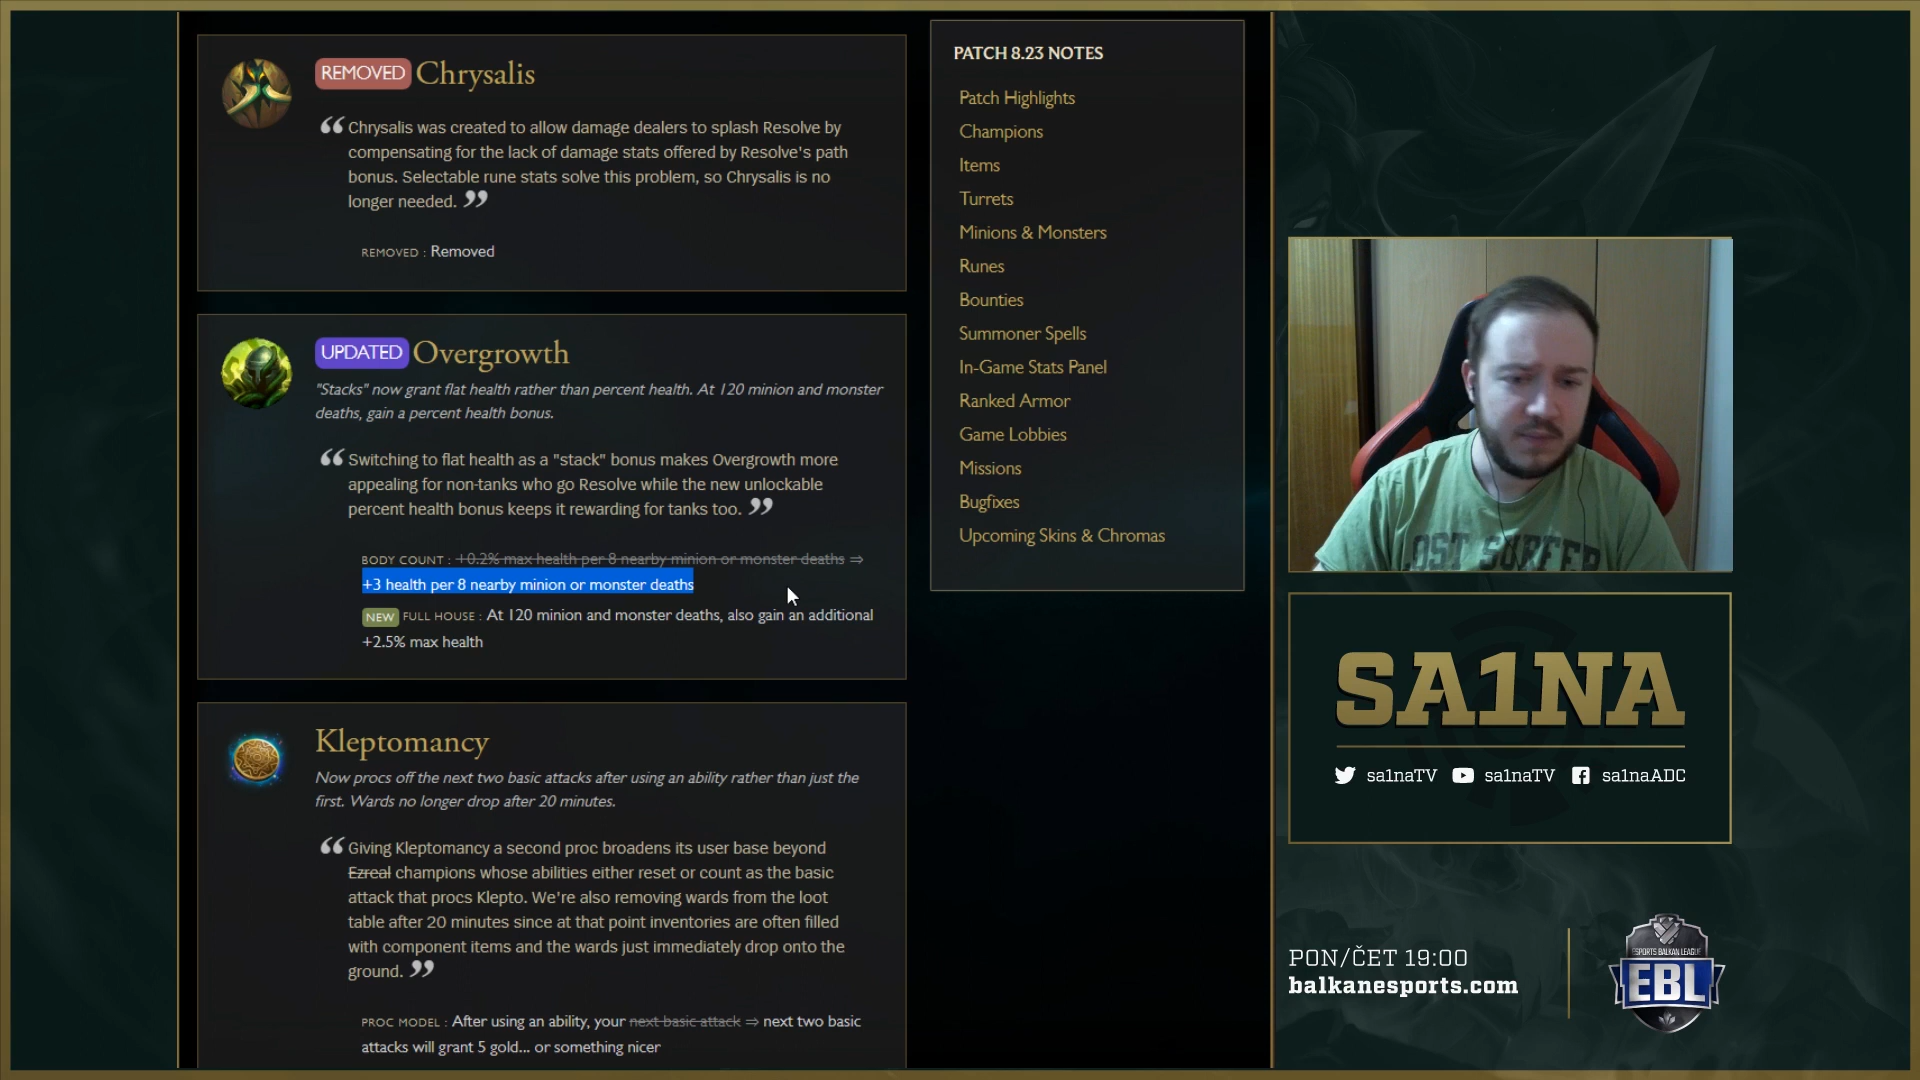 REMOVED Chrysalis
Chrysalis was created to allow damage dealers to splash Resolve by
compensating for the lack of damage stats offered by Resolve's path
bonus. Selectable rune stats solve this problem, so Chrysalis is no
longer needed.
REMOVED : Removed
UPDATED Overgrowth
"Stacks" now grant flat health rather than percent health. At 120 minion and monster
deaths, gain a percent health bonus.
Switching to flat health as a "stack" bonus makes Overgrowth more
appealing for non-tanks who go Resolve while the new unlockable
percent health bonus keeps it rewarding for tanks too.
BODY COUNT : +0.2% max health per 8 nearby minion or monster deaths ⇒
+3 health per 8 nearby minion or monster deaths
NEW FULL HOUSE : At 120 minion and monster deaths, also gain an additional
+2.5% max health
Kleptomancy
Now procs off the next two basic attacks after using an ability rather than just the
first. Wards no longer drop after 20 minutes.
Giving Kleptomancy a second proc broadens its user base beyond
Ezreal champions whose abilities either reset or count as the basic
attack that procs Klepto. We're also removing wards from the loot
table after 20 minutes since at that point inventories are often filled
with component items and the wards just immediately drop onto the
ground.
PROC MODEL : After using an ability, your next basic attack ⇒ next two basic
attacks will grant 5 gold... or something nicer
PATCH 8.23 NOTES
Patch Highlights
Champions
Items
Turrets
Minions & Monsters
Runes
Bounties
Summoner Spells
In-Game Stats Panel
Ranked Armor
Game Lobbies
Missions
Bugfixes
Upcoming Skins & Chromas
LOST SURFER
SA1NA
sa1naTV sa1naTV sa1naADC
PON/ČET 19:00
balkanesports.com
ESPORTS BALKAN LEAGUE
EBL